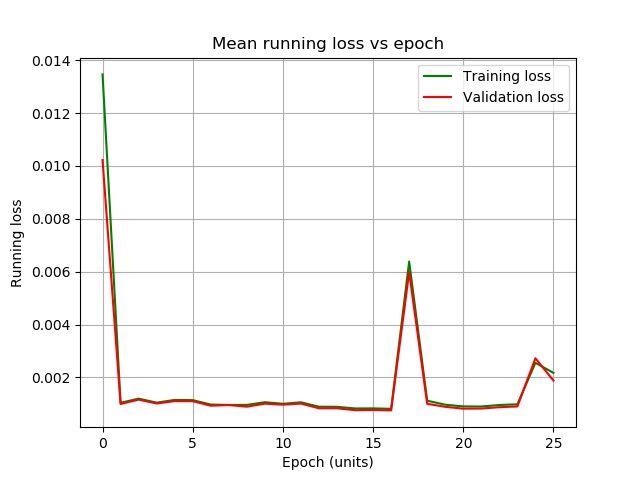 Mean running loss vs epoch
Training loss
Validation loss
0.014
0.012
0.010
0.008
0.006
0.004
0.002
Running loss
0 5 10 15 20 25
Epoch (units)